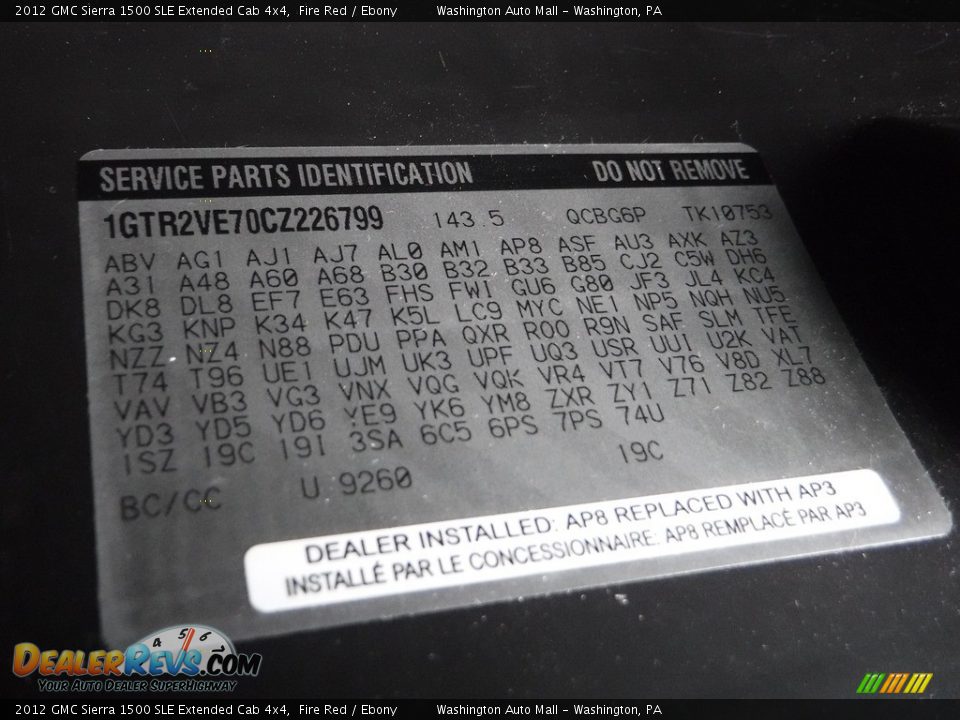 2012 GMC Sierra 1500 SLE Extended Cab 4x4, Fire Red / Ebony Washington Auto Mall - Washington, PA
SERVICE PARTS IDENTIFICATION DO NOT REMOVE
1GTR2VE70CZ226799 143.5 QCBG6P TK10753
ABV AG1 AJ1 AJ7 AL0 AM1 AP8 ASF AU3 AXK AZ3
A31 A48 A60 A68 B30 B32 B33 B85 CJ2 C5W DH6
DK8 DL8 EF7 E63 FHS FWI GU6 G80 JF3 JL4 KC4
KG3 KNP K34 K47 K5L LC9 MYC NE1 NP5 NQH NU5
NZZ NZ4 N88 PDU PPA QXR R00 R9N SAF SLM TFE
T74 T96 UE1 UJM UK3 UPF UQ3 USR UU1 U2K VAT
VAV VB3 VG3 VNX VQG VQK VR4 VT7 V76 V8D XL7
YD3 YD5 YD6 YE9 YK6 YM8 ZXR ZY1 Z71 Z82 Z88
1SZ 19C 19I 3SA 6C5 6PS 7PS 74U
19C
BC/CC U 9260
DEALER INSTALLED: AP8 REPLACED WITH AP3
INSTALLÉ PAR LE CONCESSIONNAIRE: AP8 REMPLACÉ PAR AP3
4 5 6
DEALERREVS.COM
YOUR AUTO DEALER SUPERHIGHWAY
2012 GMC Sierra 1500 SLE Extended Cab 4x4, Fire Red / Ebony Washington Auto Mall - Washington, PA